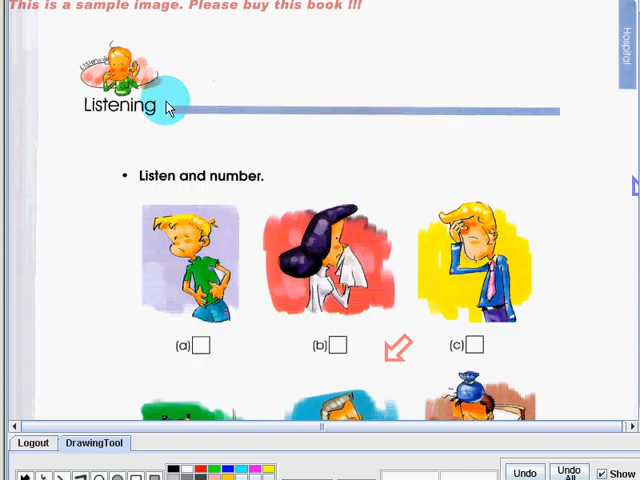 This is a sample image. Please buy this book !!!
Hospital
Listening
Listening
• Listen and number.
(a)
(b)
(c)
Logout
DrawingTool
Undo
Undo All
Show